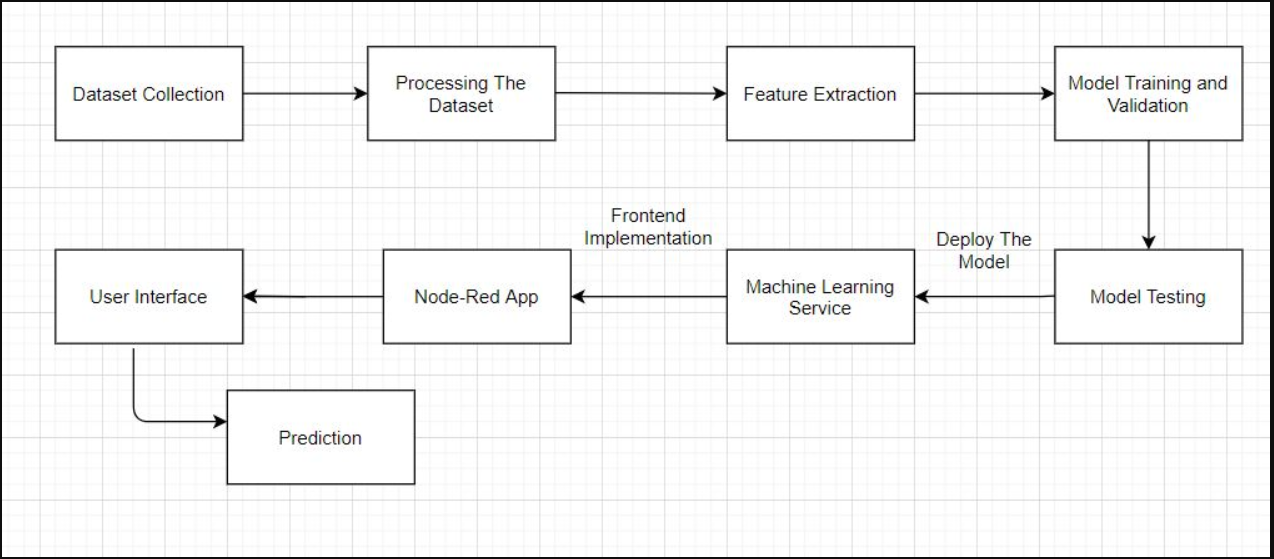 Dataset Collection
Processing The
Dataset
Feature Extraction
Model Training and
Validation
Frontend
Implementation
Deploy The
Model
User Interface
Node-Red App
Machine Learning
Service
Model Testing
Prediction